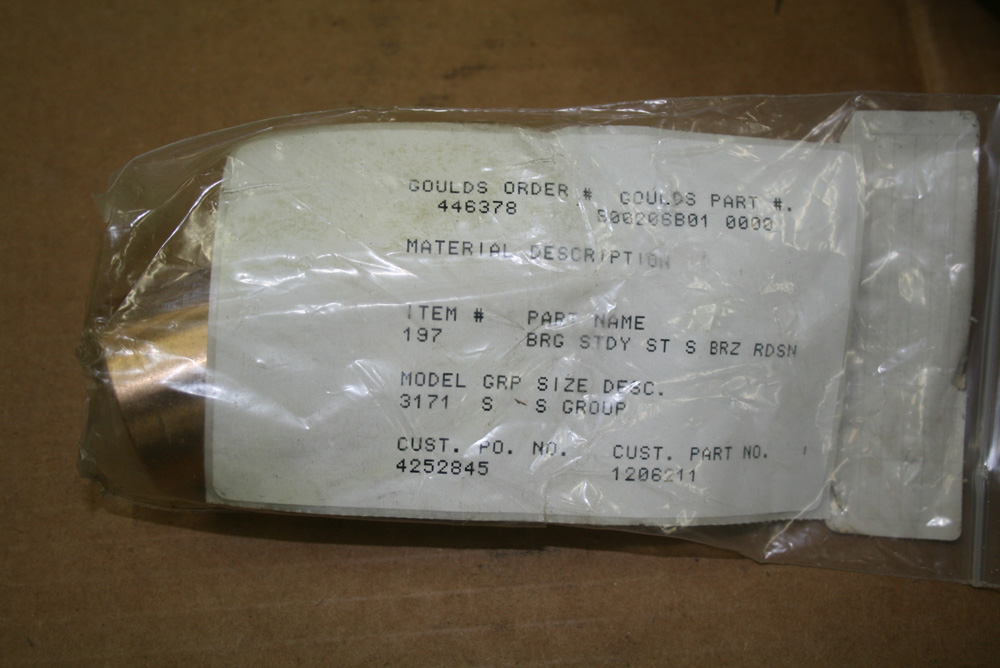 GOULDS ORDER # GOULDS PART #.
446378 B00206B01 0000
MATERIAL DESCRIPTION
ITEM # PART NAME
197 BRG STDY ST S BRZ RDSN
MODEL GRP SIZE DESC.
3171 S S GROUP
CUST. PO. NO. CUST. PART NO.
4252845 1206211